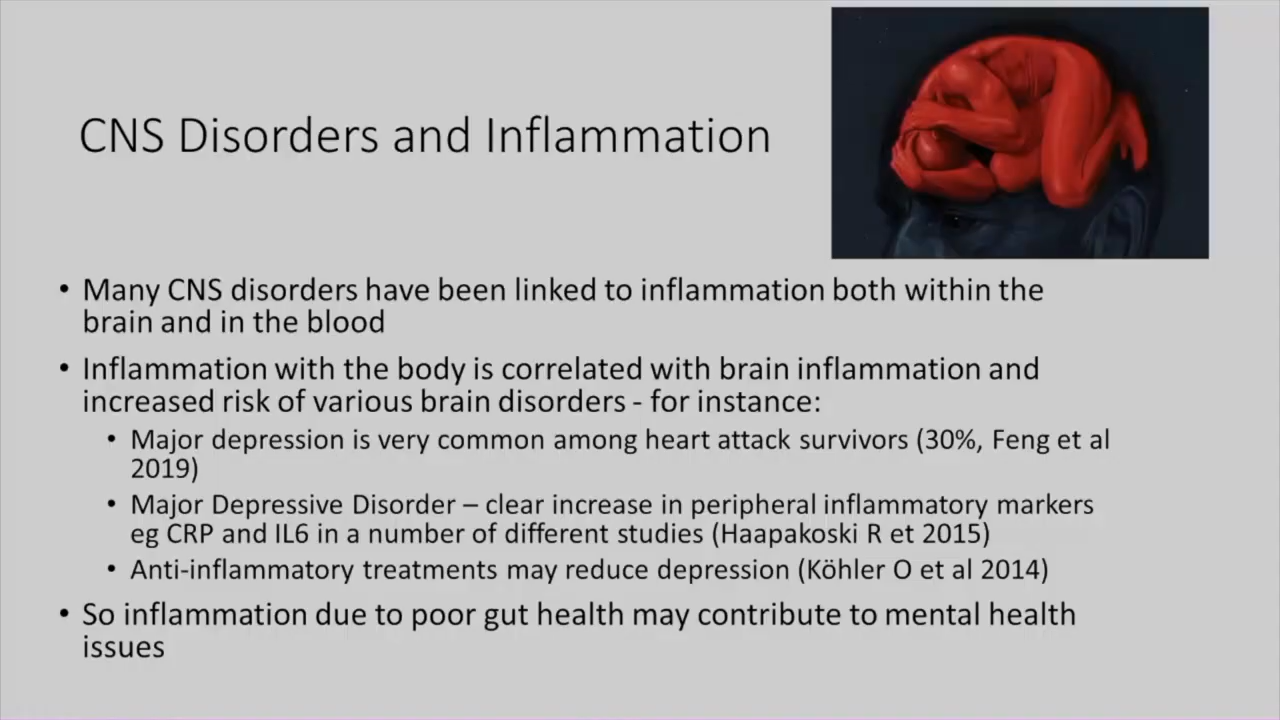 CNS Disorders and Inflammation
• Many CNS disorders have been linked to inflammation both within the
brain and in the blood
• Inflammation with the body is correlated with brain inflammation and
increased risk of various brain disorders - for instance:
• Major depression is very common among heart attack survivors (30%, Feng et al
2019)
• Major Depressive Disorder – clear increase in peripheral inflammatory markers
eg CRP and IL6 in a number of different studies (Haapakoski R et 2015)
• Anti-inflammatory treatments may reduce depression (Köhler O et al 2014)
• So inflammation due to poor gut health may contribute to mental health
issues